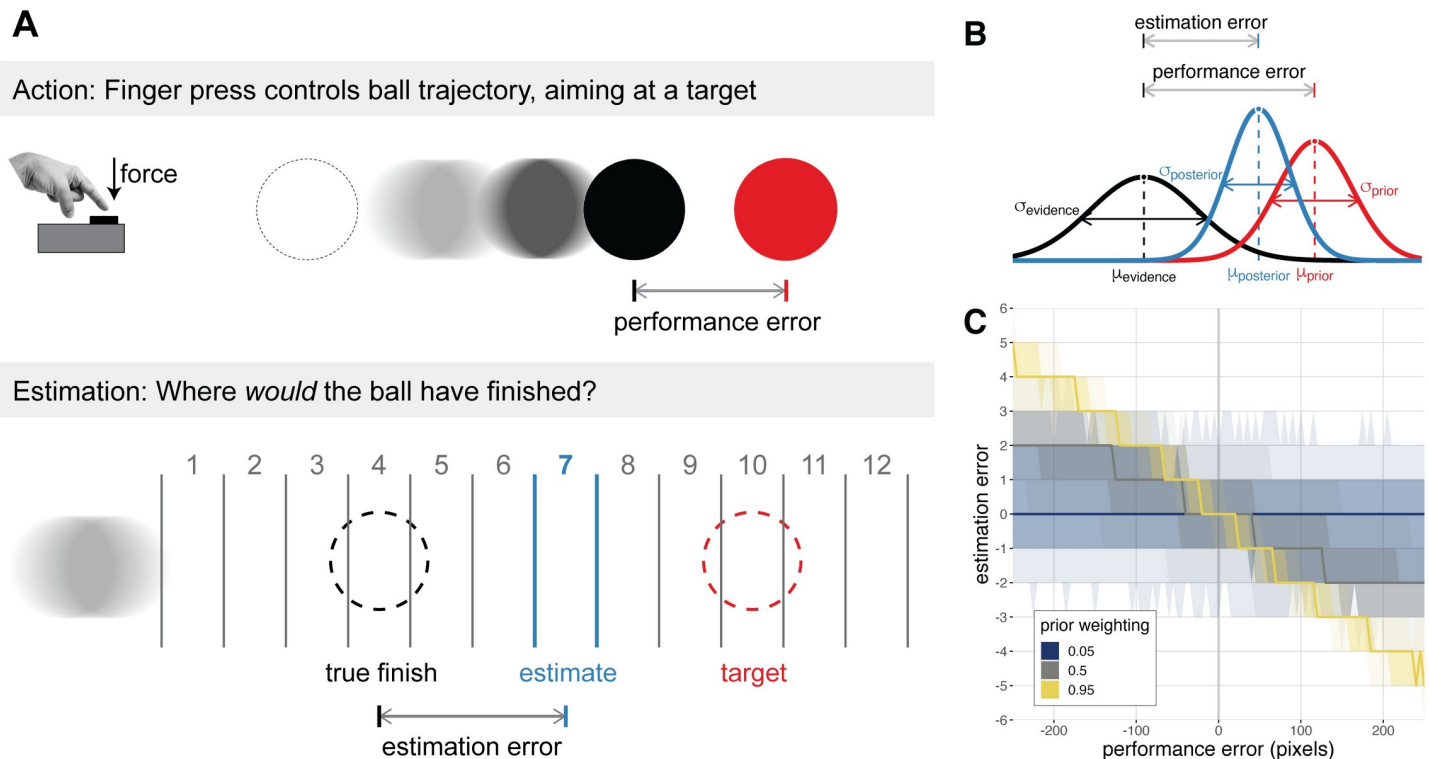 A
Action: Finger press controls ball trajectory, aiming at a target
force
performance error
Estimation: Where would the ball have finished?
1 2 3 4 5 6 7 8 9 10 11 12
true finish estimate target
estimation error
B
estimation error
performance error
σposterior
σprior
σevidence
μevidence μposterior μprior
C
6
5
4
3
2
1
0
-1
-2
-3
-4
-5
-6
estimation error
prior weighting
0.05
0.5
0.95
-200 -100 0 100 200
performance error (pixels)